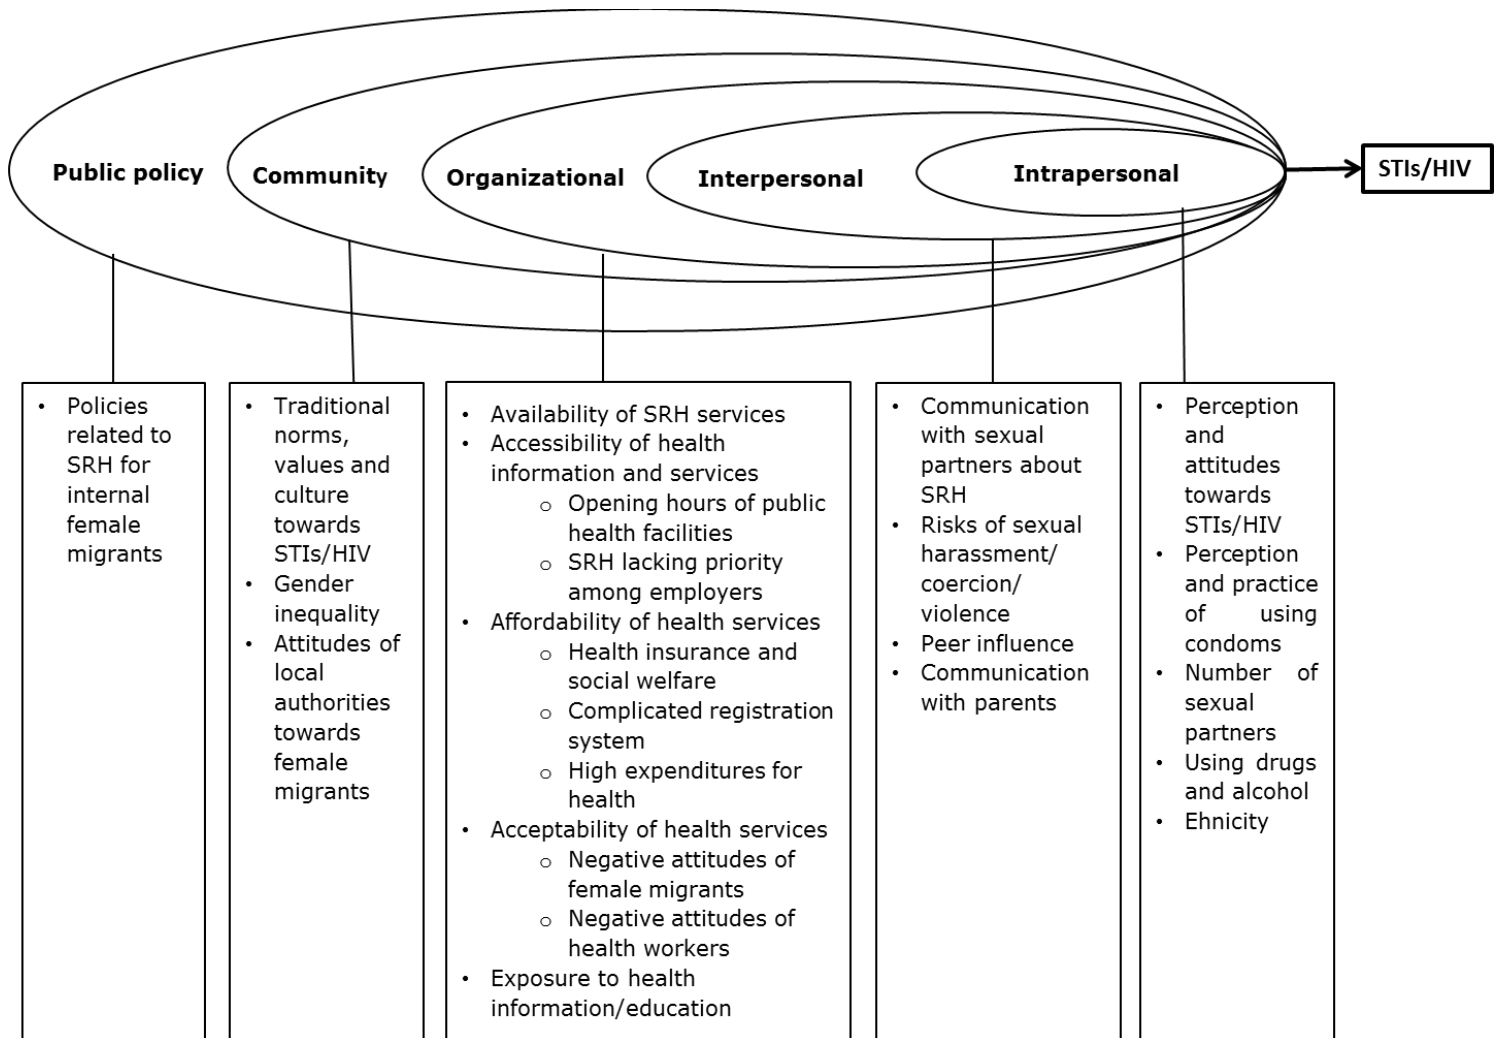 Public policy
Community
Organizational
Interpersonal
Intrapersonal
STIs/HIV
• Policies
related to
SRH for
internal
female
migrants
• Traditional
norms,
values and
culture
towards
STIs/HIV
• Gender
inequality
• Attitudes of
local
authorities
towards
female
migrants
• Availability of SRH services
• Accessibility of health
information and services
o Opening hours of public
health facilities
o SRH lacking priority
among employers
• Affordability of health services
o Health insurance and
social welfare
o Complicated registration
system
o High expenditures for
health
• Acceptability of health services
o Negative attitudes of
female migrants
o Negative attitudes of
health workers
• Exposure to health
information/education
• Communication
with sexual
partners about
SRH
• Risks of sexual
harassment/
coercion/
violence
• Peer influence
• Communication
with parents
• Perception
and
attitudes
towards
STIs/HIV
• Perception
and practice
of using
condoms
• Number of
sexual
partners
• Using drugs
and alcohol
• Ehnicity